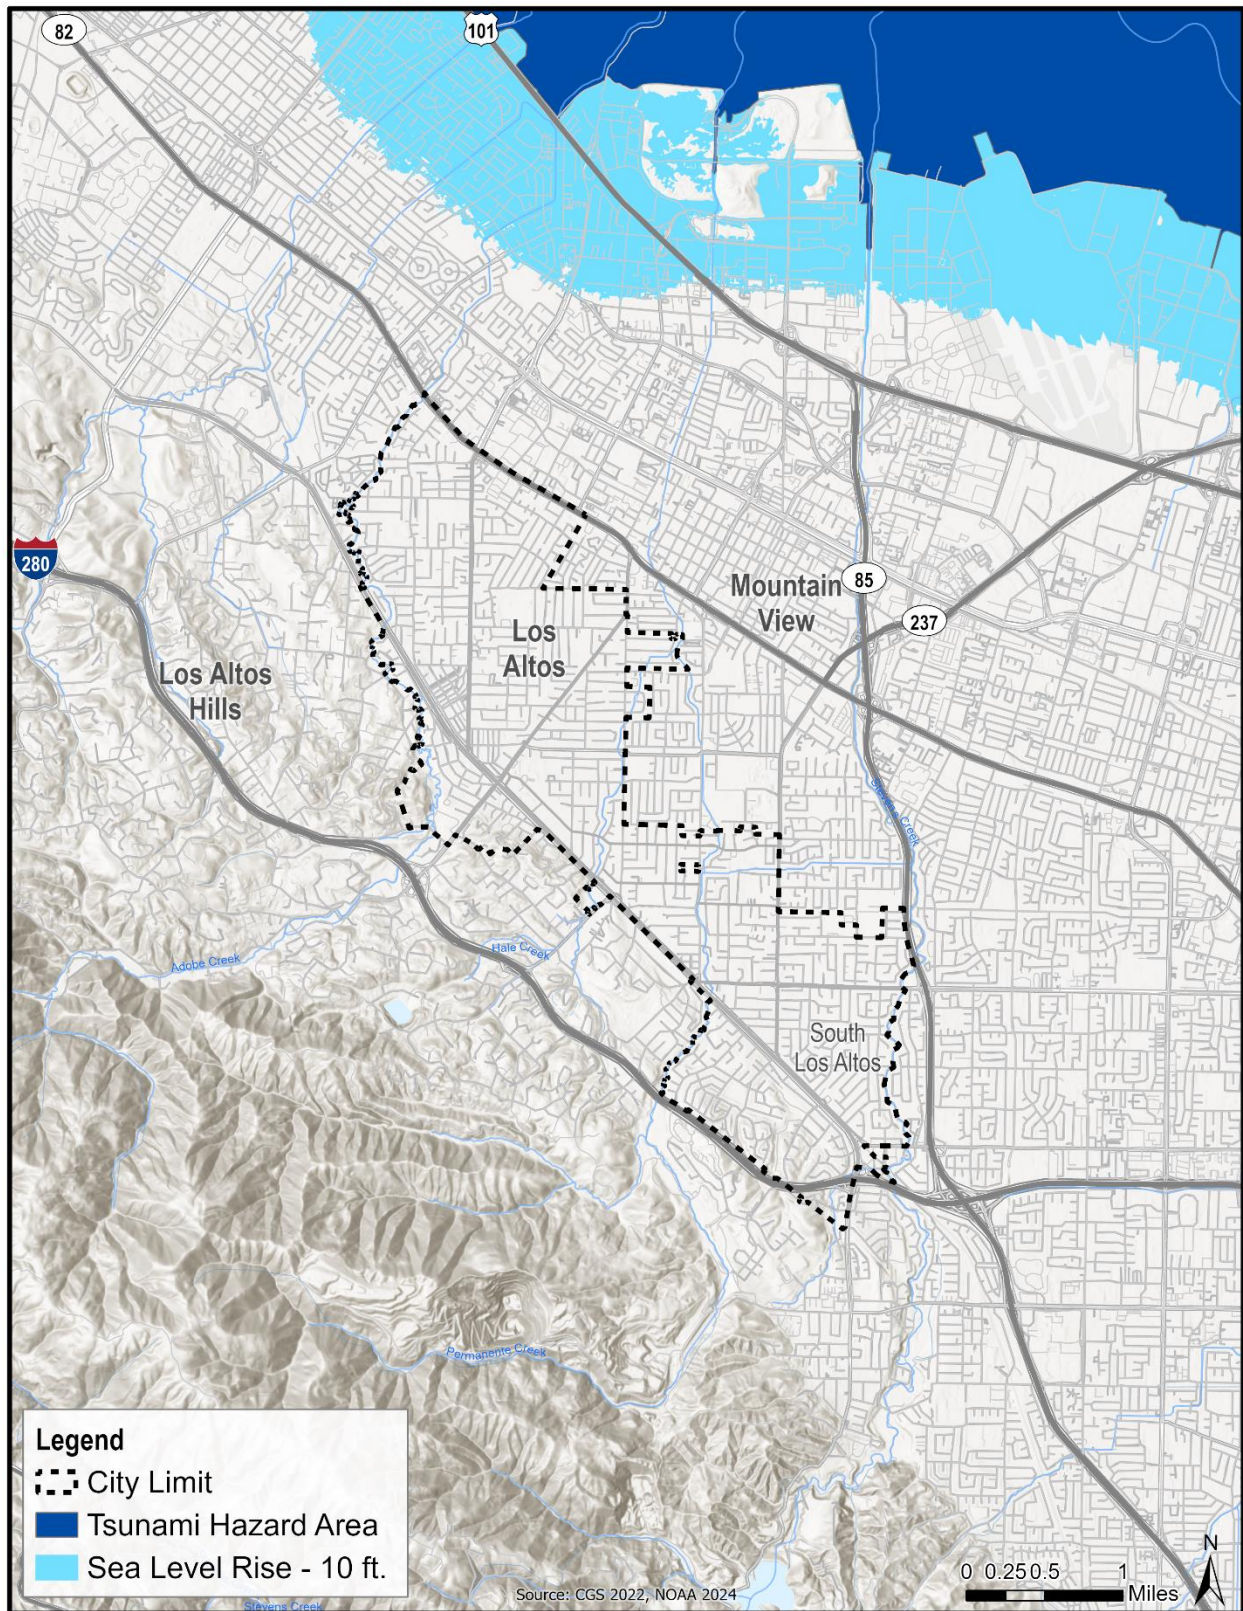 82
101
280
Mountain
View
85
237
Los
Altos
Los Altos
Hills
Stevens Creek
Hale Creek
Adobe Creek
South
Los Altos
Permanente Creek
Legend
City Limit
Tsunami Hazard Area
Sea Level Rise - 10 ft.
Stevens Creek
Source: CGS 2022, NOAA 2024
0 0.25 0.5 1
Miles
N